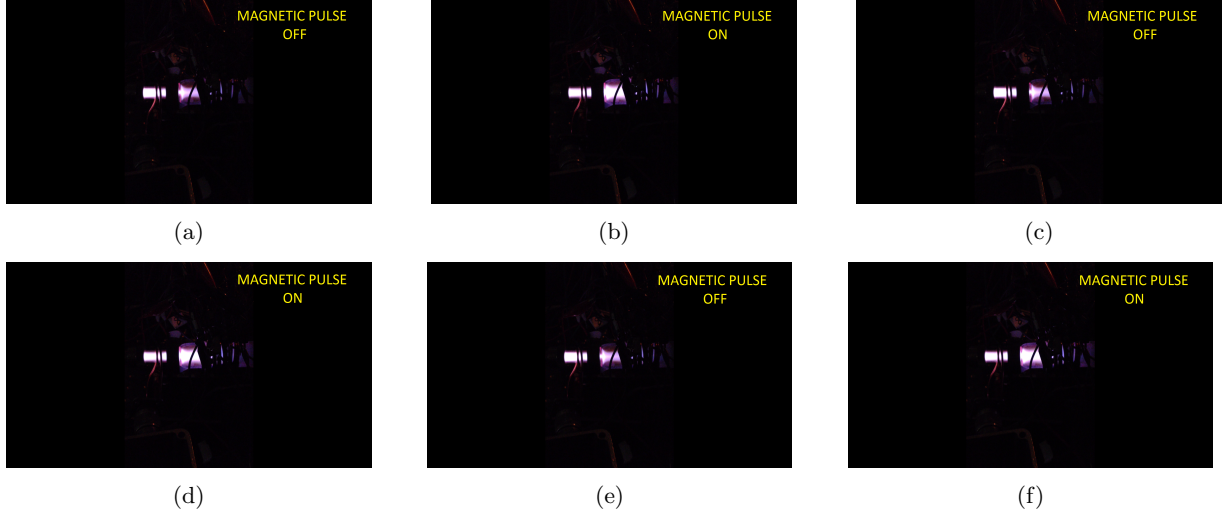 MAGNETIC PULSE
OFF
MAGNETIC PULSE
ON
MAGNETIC PULSE
OFF
(a)
(b)
(c)
MAGNETIC PULSE
ON
MAGNETIC PULSE
OFF
MAGNETIC PULSE
ON
(d)
(e)
(f)